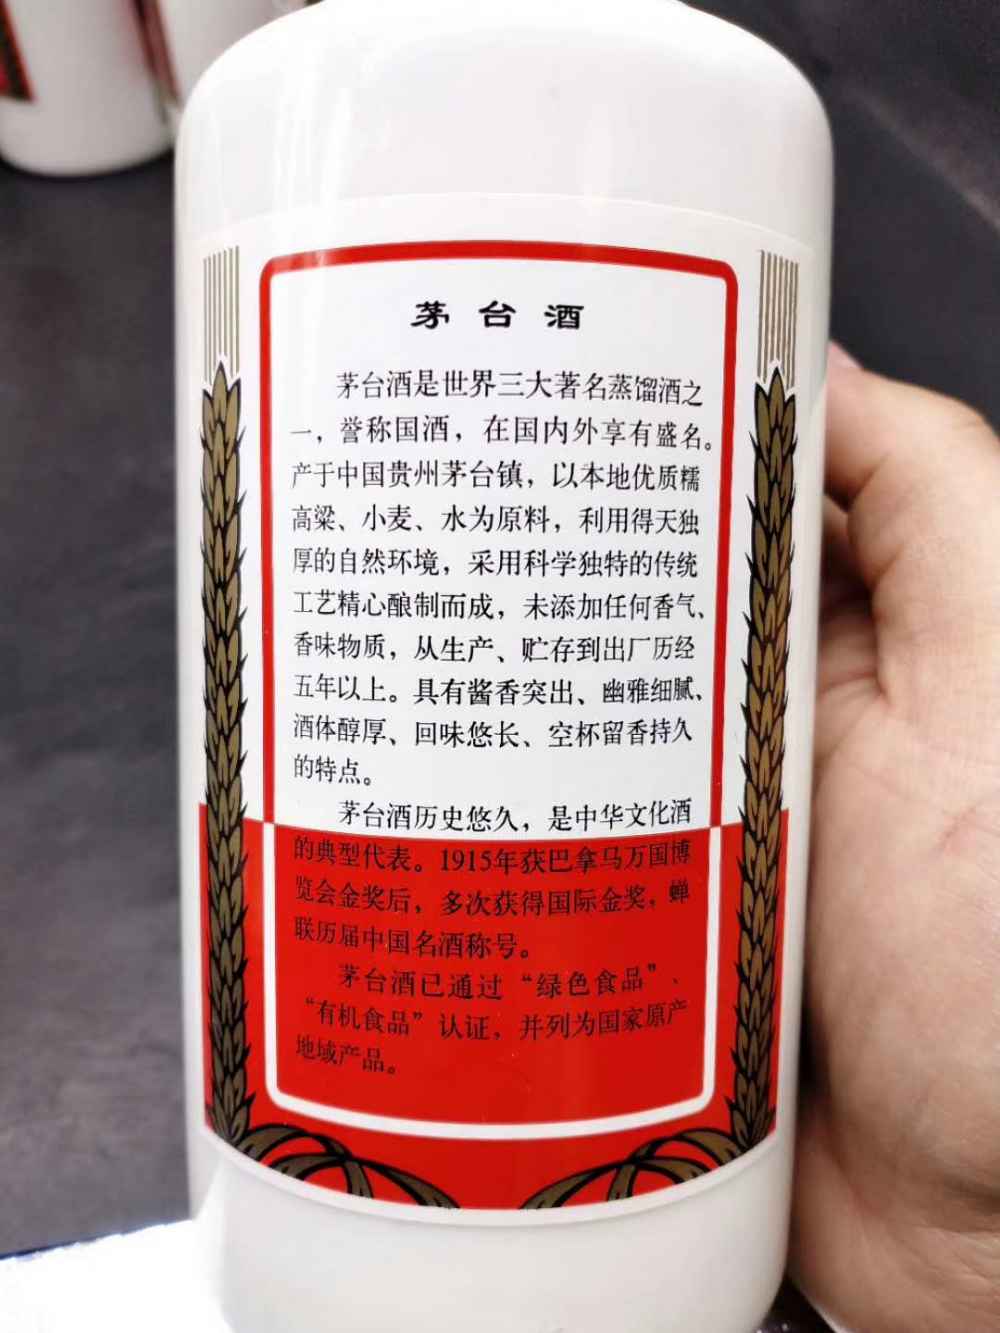 茅台酒
茅台酒是世界三大著名蒸馏酒之
一，誉称国酒，在国内外享有盛名。
产于中国贵州茅台镇，以本地优质糯
高粱、小麦、水为原料，利用得天独
厚的自然环境，采用科学独特的传统
工艺精心酿制而成，未添加任何香气、
香味物质，从生产、贮存到出厂历经
五年以上。具有酱香突出、幽雅细腻、
酒体醇厚、回味悠长、空杯留香持久
的特点。
茅台酒历史悠久，是中华文化酒
的典型代表。1915年获巴拿马万国博
览会金奖后，多次获得国际金奖，蝉
联历届中国名酒称号。
茅台酒已通过“绿色食品”、
“有机食品”认证，并列为国家原产
地域产品。